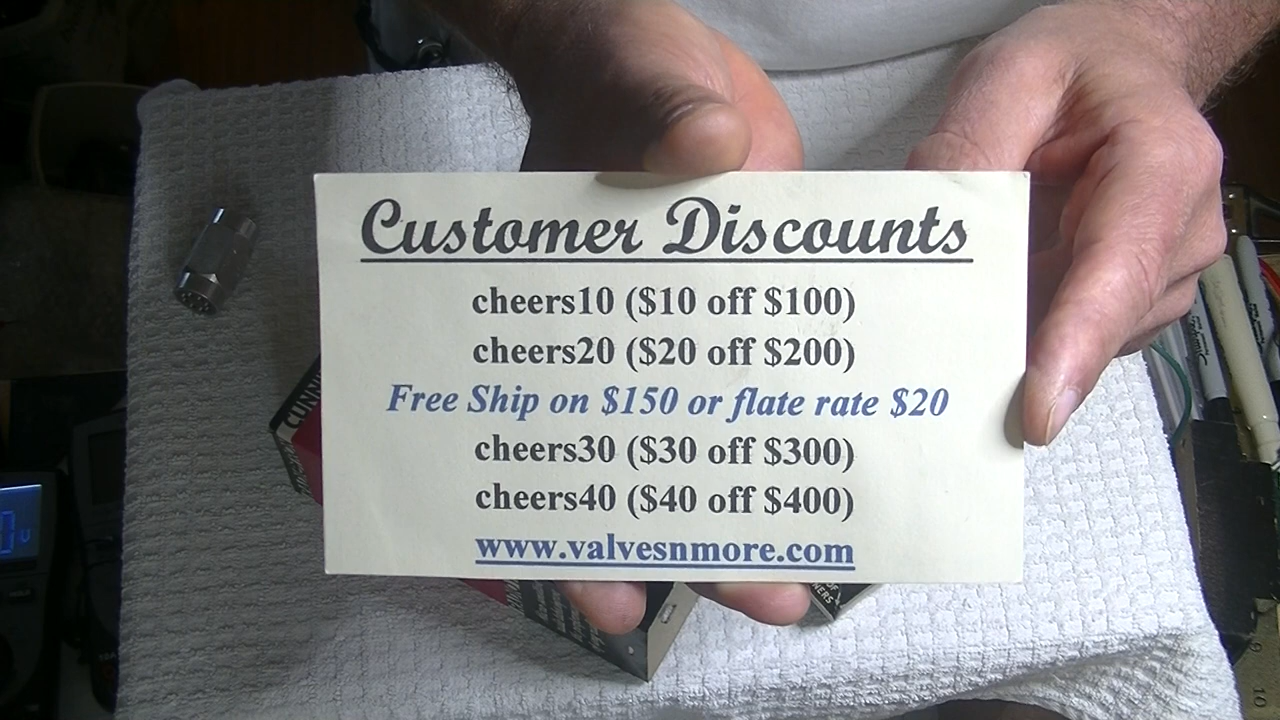 Customer Discounts
cheers10 ($10 off $100)
cheers20 ($20 off $200)
Free Ship on $150 or flate rate $20
cheers30 ($30 off $300)
cheers40 ($40 off $400)
www.valvesnmore.com